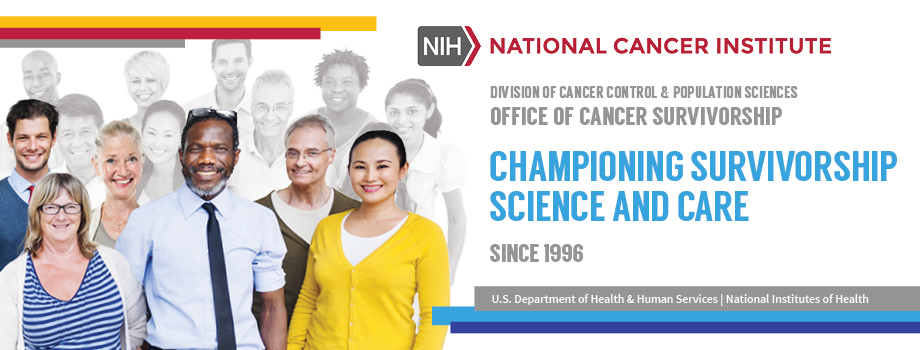 NIH NATIONAL CANCER INSTITUTE
DIVISION OF CANCER CONTROL & POPULATION SCIENCES
OFFICE OF CANCER SURVIVORSHIP
CHAMPIONING SURVIVORSHIP
SCIENCE AND CARE
SINCE 1996
U.S. Department of Health & Human Services | National Institutes of Health